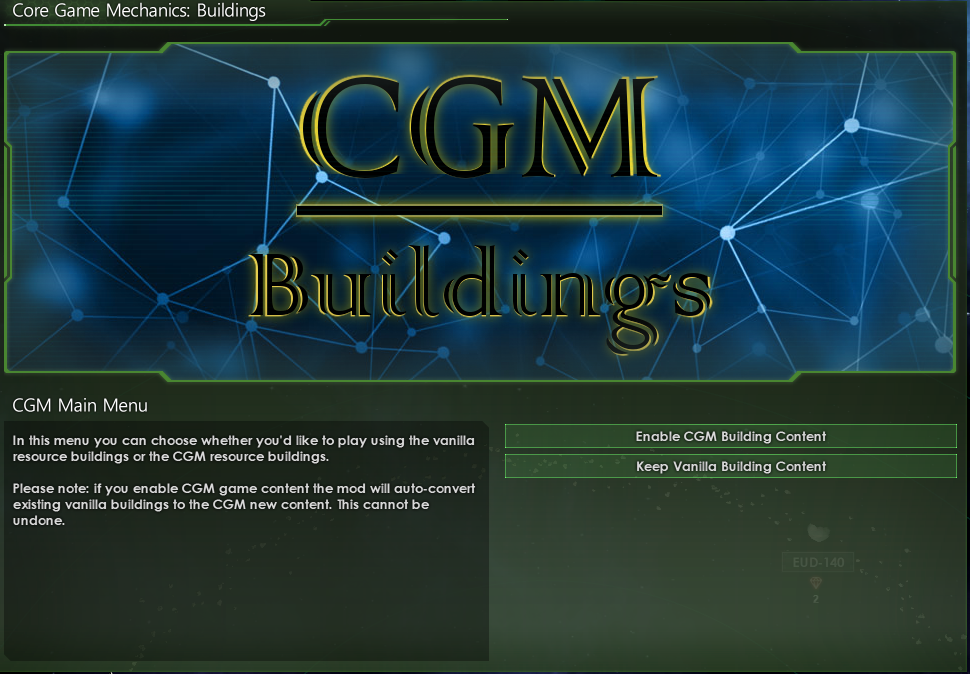 Core Game Mechanics: Buildings
CGM
Buildings
CGM Main Menu
In this menu you can choose whether you'd like to play using the vanilla
resource buildings or the CGM resource buildings.
Please note: if you enable CGM game content the mod will auto-convert
existing vanilla buildings to the CGM new content. This cannot be
undone.
Enable CGM Building Content
Keep Vanilla Building Content
EUD-140
2